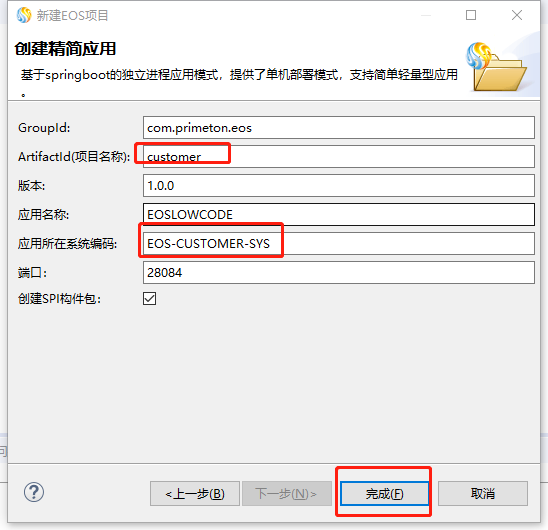 新建EOS项目
创建精简应用
基于springboot的独立进程应用模式，提供了单机部署模式，支持简单轻量型应用
。
GroupId: com.primeton.eos
ArtifactId(项目名称): customer
版本: 1.0.0
应用名称: EOSLOWCODE
应用所在系统编码: EOS-CUSTOMER-SYS
端口: 28084
创建SPI构件包:
<上一步(B) 下一步(N)> 完成(F) 取消